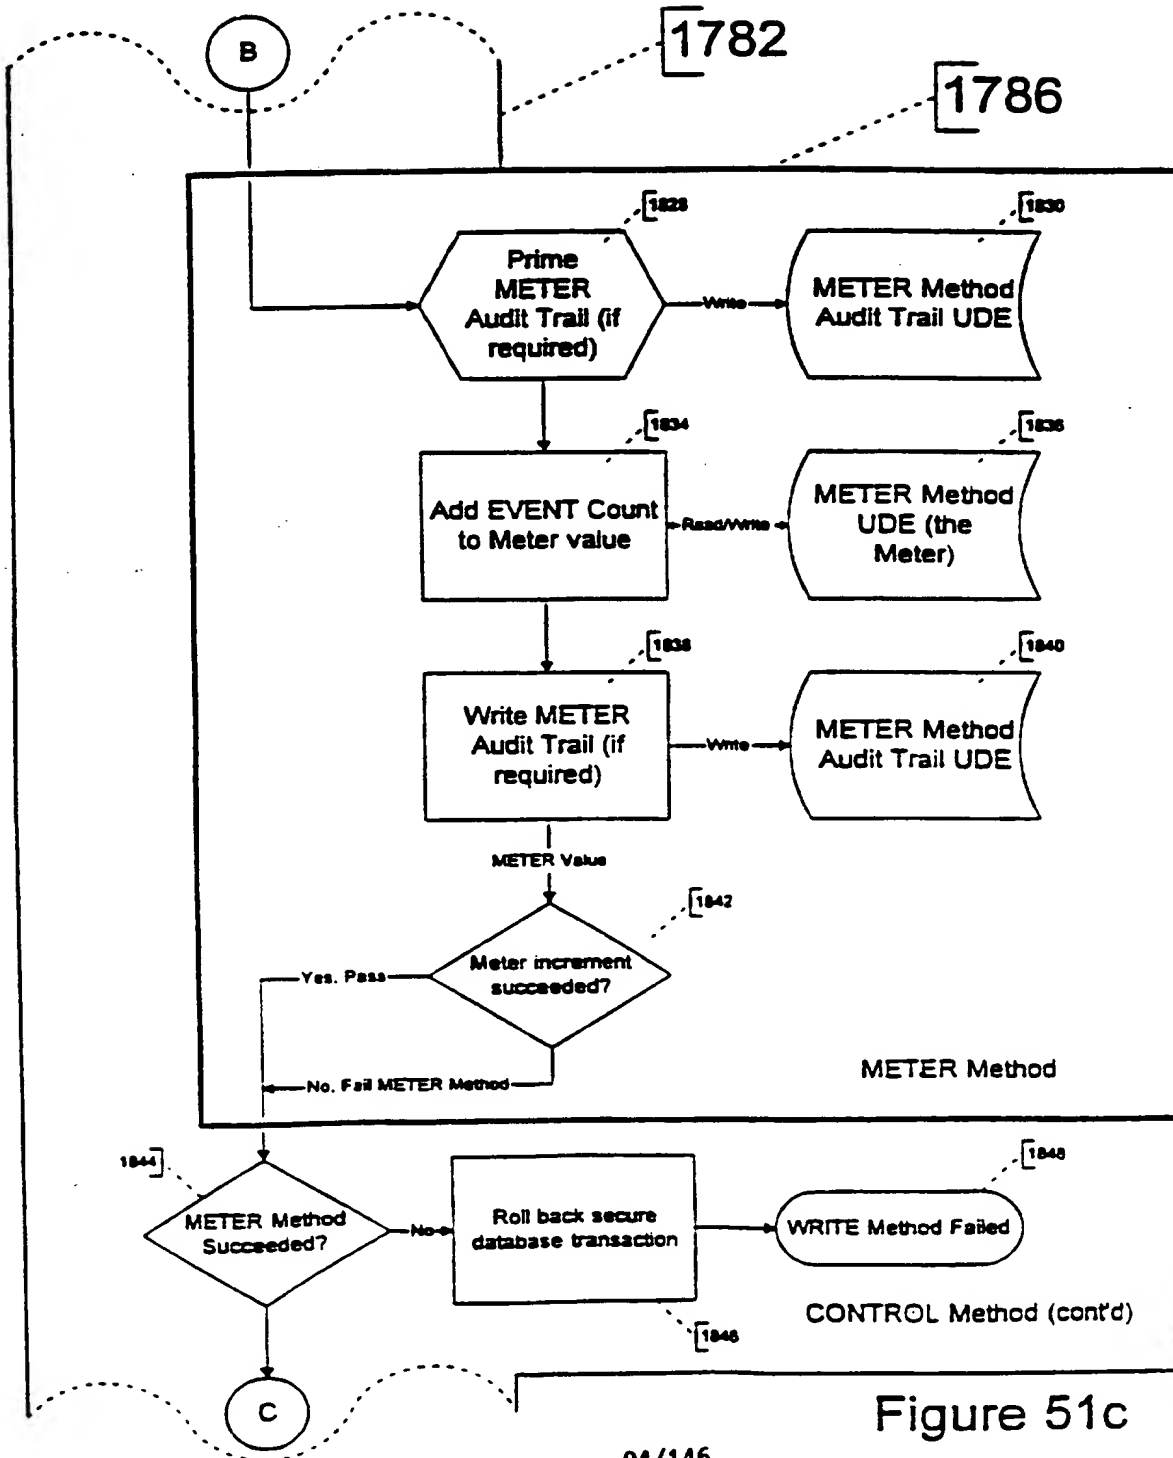 B
1782
1786
1828
Prime
METER
Audit Trail (if
required)
Write
1830
METER Method
Audit Trail UDE
1834
Add EVENT Count
to Meter value
Read/Write
1836
METER Method
UDE (the
Meter)
1838
Write METER
Audit Trail (if
required)
Write
1840
METER Method
Audit Trail UDE
METER Value
1842
Meter increment
succeeded?
Yes, Pass
No, Fail METER Method
METER Method
1844
METER Method
Succeeded?
No
Roll back secure
database transaction
1846
1848
WRITE Method Failed
CONTROL Method (cont'd)
C
Figure 51c